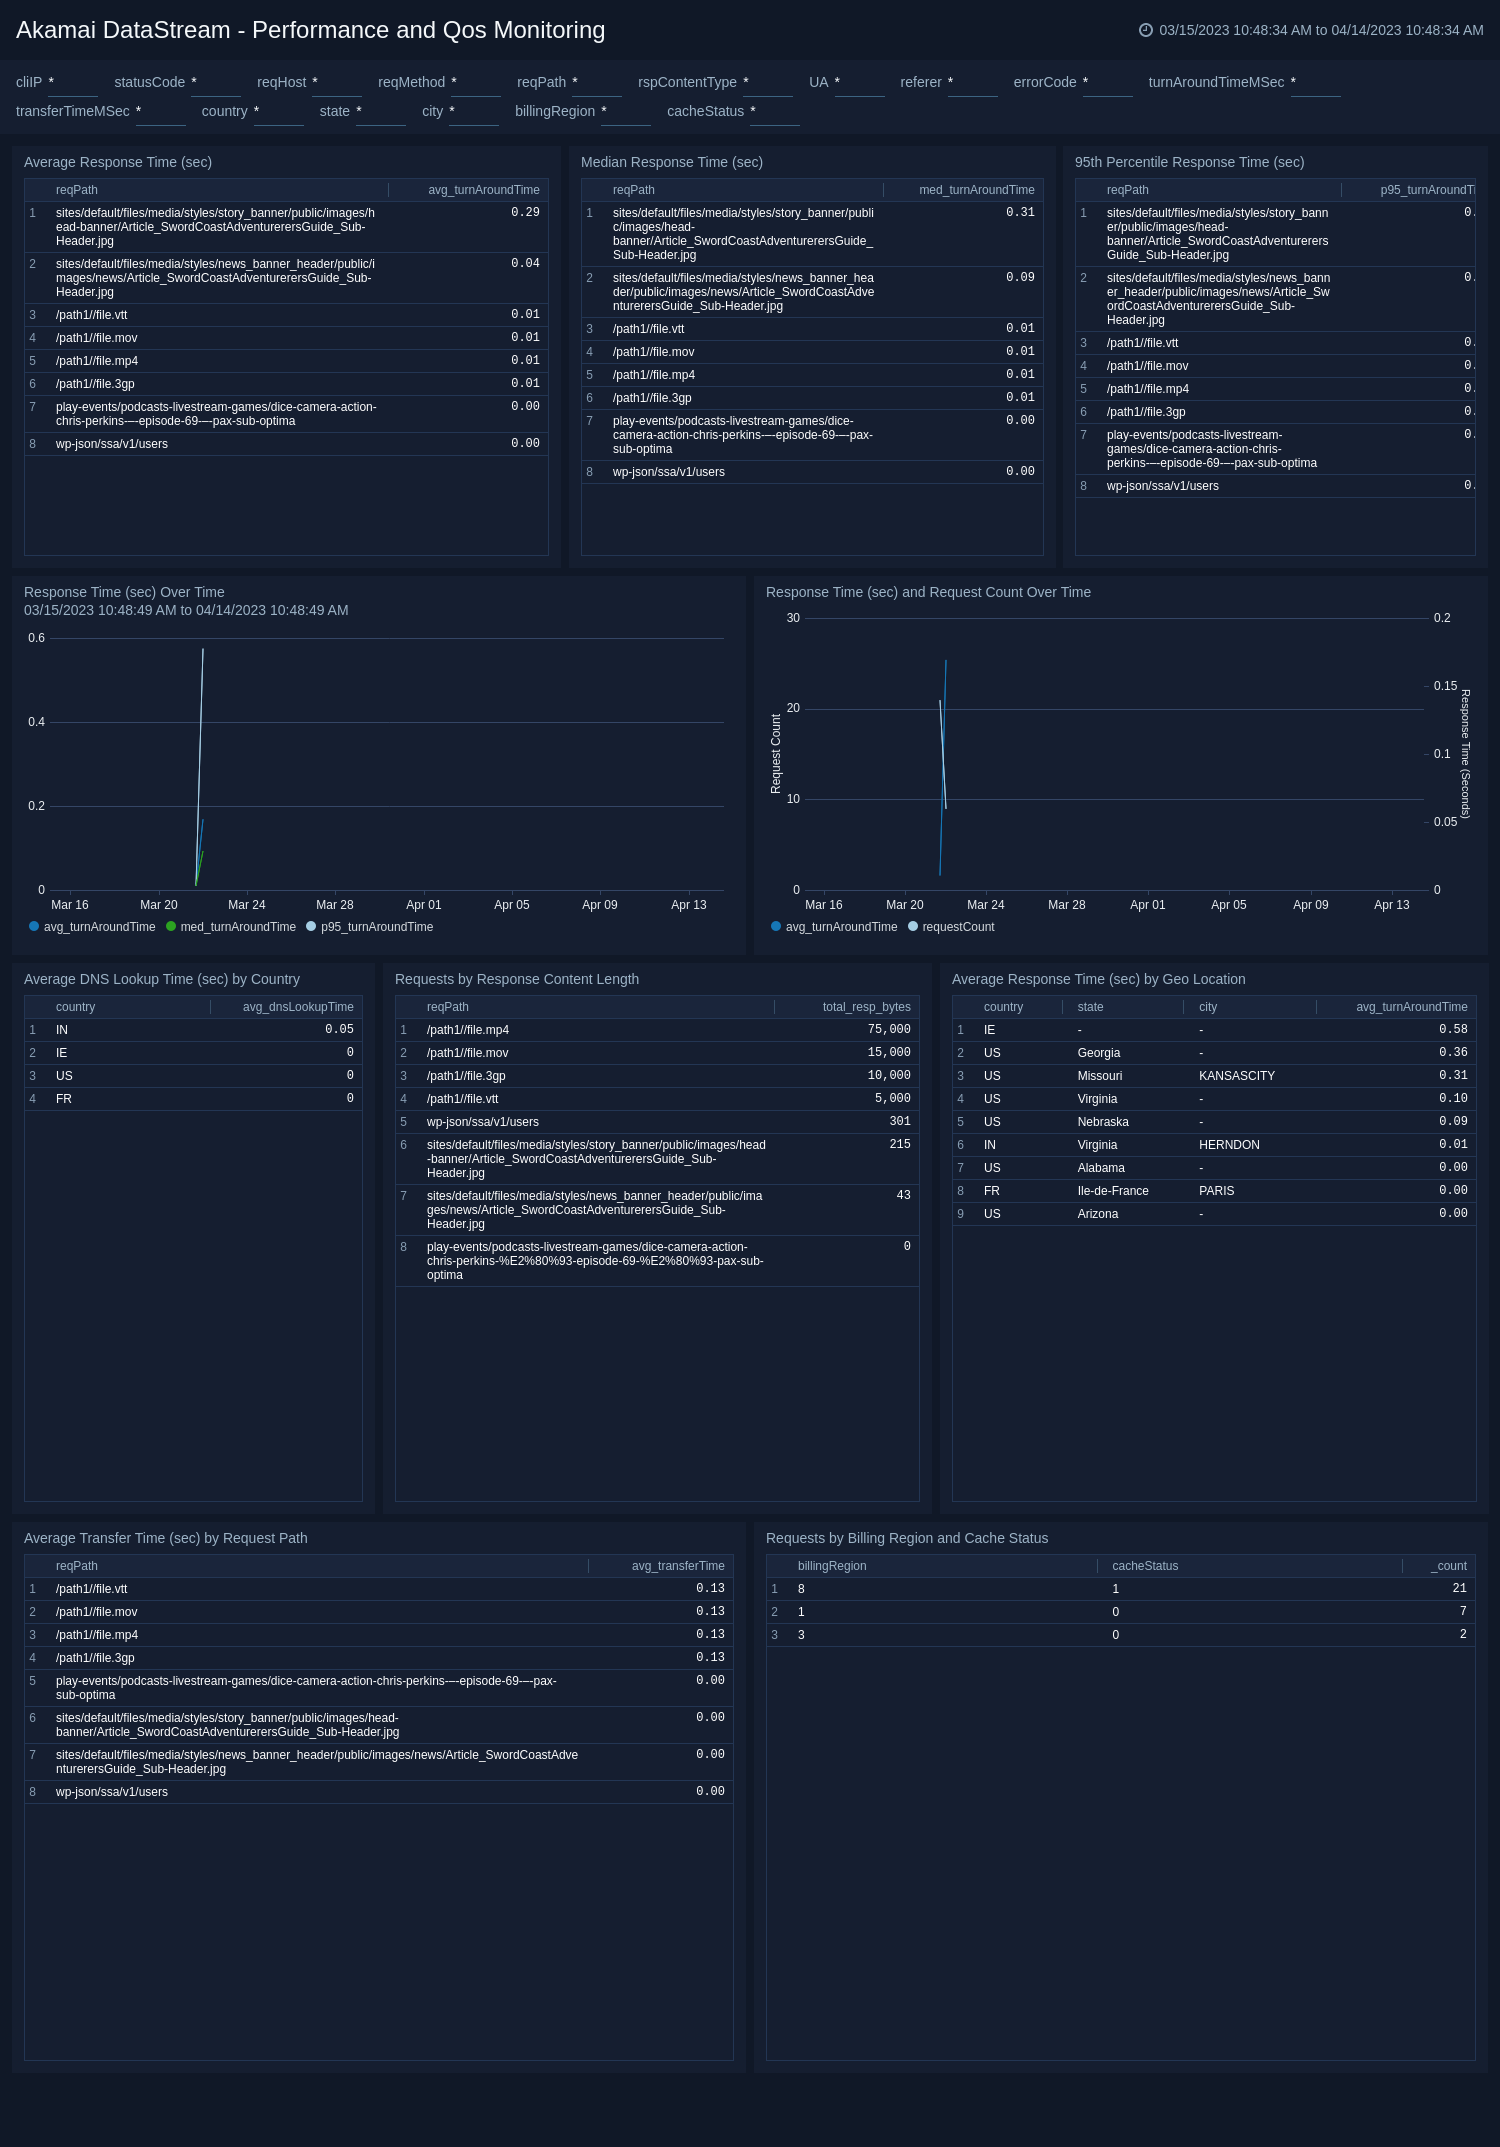 Akamai DataStream - Performance and Qos Monitoring
03/15/2023 10:48:34 AM to 04/14/2023 10:48:34 AM
cliIP * statusCode * reqHost * reqMethod * reqPath * rspContentType * UA * referer * errorCode * turnAroundTimeMSec *
transferTimeMSec * country * state * city * billingRegion * cacheStatus *
Average Response Time (sec)
reqPath avg_turnAroundTime
1 sites/default/files/media/styles/story_banner/public/images/h 0.29
ead-banner/Article_SwordCoastAdventurerersGuide_Sub-
Header.jpg
2 sites/default/files/media/styles/news_banner_header/public/i 0.04
mages/news/Article_SwordCoastAdventurerersGuide_Sub-
Header.jpg
3 /path1//file.vtt 0.01
4 /path1//file.mov 0.01
5 /path1//file.mp4 0.01
6 /path1//file.3gp 0.01
7 play-events/podcasts-livestream-games/dice-camera-action- 0.00
chris-perkins-–-episode-69-–-pax-sub-optima
8 wp-json/ssa/v1/users 0.00
Median Response Time (sec)
reqPath med_turnAroundTime
1 sites/default/files/media/styles/story_banner/publi 0.31
c/images/head-
banner/Article_SwordCoastAdventurerersGuide_
Sub-Header.jpg
2 sites/default/files/media/styles/news_banner_hea 0.09
der/public/images/news/Article_SwordCoastAdve
nturerersGuide_Sub-Header.jpg
3 /path1//file.vtt 0.01
4 /path1//file.mov 0.01
5 /path1//file.mp4 0.01
6 /path1//file.3gp 0.01
7 play-events/podcasts-livestream-games/dice- 0.00
camera-action-chris-perkins-–-episode-69-–-pax-
sub-optima
8 wp-json/ssa/v1/users 0.00
95th Percentile Response Time (sec)
reqPath p95_turnAroundTi
1 sites/default/files/media/styles/story_bann 0.
er/public/images/head-
banner/Article_SwordCoastAdventurerers
Guide_Sub-Header.jpg
2 sites/default/files/media/styles/news_bann 0.
er_header/public/images/news/Article_Sw
ordCoastAdventurerersGuide_Sub-
Header.jpg
3 /path1//file.vtt 0.
4 /path1//file.mov 0.
5 /path1//file.mp4 0.
6 /path1//file.3gp 0.
7 play-events/podcasts-livestream- 0.
games/dice-camera-action-chris-
perkins-–-episode-69-–-pax-sub-optima
8 wp-json/ssa/v1/users 0.
Response Time (sec) Over Time
03/15/2023 10:48:49 AM to 04/14/2023 10:48:49 AM
0.6
0.4
0.2
0
Mar 16 Mar 20 Mar 24 Mar 28 Apr 01 Apr 05 Apr 09 Apr 13
avg_turnAroundTime med_turnAroundTime p95_turnAroundTime
Response Time (sec) and Request Count Over Time
Request Count
30
20
10
0
0.2
0.15
0.1
0.05
0
Response Time (Seconds)
Mar 16 Mar 20 Mar 24 Mar 28 Apr 01 Apr 05 Apr 09 Apr 13
avg_turnAroundTime requestCount
Average DNS Lookup Time (sec) by Country
country avg_dnsLookupTime
1 IN 0.05
2 IE 0
3 US 0
4 FR 0
Requests by Response Content Length
reqPath total_resp_bytes
1 /path1//file.mp4 75,000
2 /path1//file.mov 15,000
3 /path1//file.3gp 10,000
4 /path1//file.vtt 5,000
5 wp-json/ssa/v1/users 301
6 sites/default/files/media/styles/story_banner/public/images/head 215
-banner/Article_SwordCoastAdventurerersGuide_Sub-
Header.jpg
7 sites/default/files/media/styles/news_banner_header/public/ima 43
ges/news/Article_SwordCoastAdventurerersGuide_Sub-
Header.jpg
8 play-events/podcasts-livestream-games/dice-camera-action- 0
chris-perkins-%E2%80%93-episode-69-%E2%80%93-pax-sub-
optima
Average Response Time (sec) by Geo Location
country state city avg_turnAroundTime
1 IE - - 0.58
2 US Georgia - 0.36
3 US Missouri KANSASCITY 0.31
4 US Virginia - 0.10
5 US Nebraska - 0.09
6 IN Virginia HERNDON 0.01
7 US Alabama - 0.00
8 FR Ile-de-France PARIS 0.00
9 US Arizona - 0.00
Average Transfer Time (sec) by Request Path
reqPath avg_transferTime
1 /path1//file.vtt 0.13
2 /path1//file.mov 0.13
3 /path1//file.mp4 0.13
4 /path1//file.3gp 0.13
5 play-events/podcasts-livestream-games/dice-camera-action-chris-perkins-–-episode-69-–-pax- 0.00
sub-optima
6 sites/default/files/media/styles/story_banner/public/images/head- 0.00
banner/Article_SwordCoastAdventurerersGuide_Sub-Header.jpg
7 sites/default/files/media/styles/news_banner_header/public/images/news/Article_SwordCoastAdve 0.00
nturerersGuide_Sub-Header.jpg
8 wp-json/ssa/v1/users 0.00
Requests by Billing Region and Cache Status
billingRegion cacheStatus _count
1 8 1 21
2 1 0 7
3 3 0 2